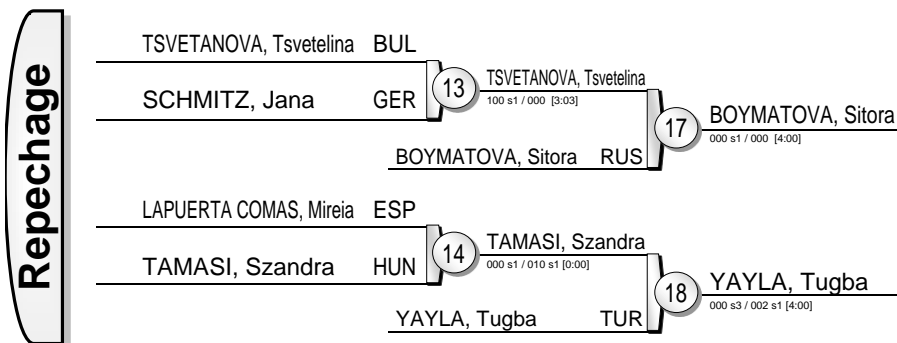 Repechage
TSVETANOVA, Tsvetelina BUL
SCHMITZ, Jana GER
13
TSVETANOVA, Tsvetelina
100 s1 / 000 [3:03]
BOYMATOVA, Sitora RUS
17
BOYMATOVA, Sitora
000 s1 / 000 [4:00]
LAPUERTA COMAS, Mireia ESP
TAMASI, Szandra HUN
14
TAMASI, Szandra
000 s1 / 010 s1 [0:00]
YAYLA, Tugba TUR
18
YAYLA, Tugba
000 s3 / 002 s1 [4:00]